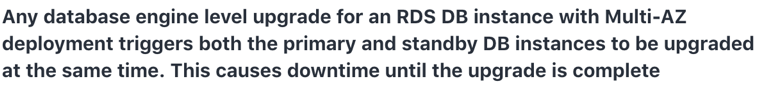 Any database engine level upgrade for an RDS DB instance with Multi-AZ
deployment triggers both the primary and standby DB instances to be upgraded
at the same time. This causes downtime until the upgrade is complete